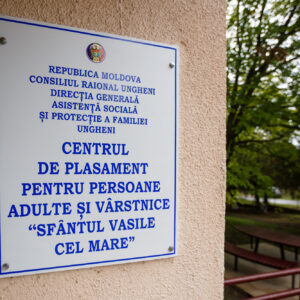 REPUBLICA MOLDOVA
CONSILIUL RAIONAL UNGHENI
DIRECȚIA GENERALĂ
ASISTENȚĂ SOCIALĂ
ȘI PROTECȚIE A FAMILIEI
UNGHENI
CENTRUL
DE PLASAMENT
PENTRU PERSOANE
ADULTE ȘI VÂRSTNICE
“SFÂNTUL VASILE
CEL MARE”